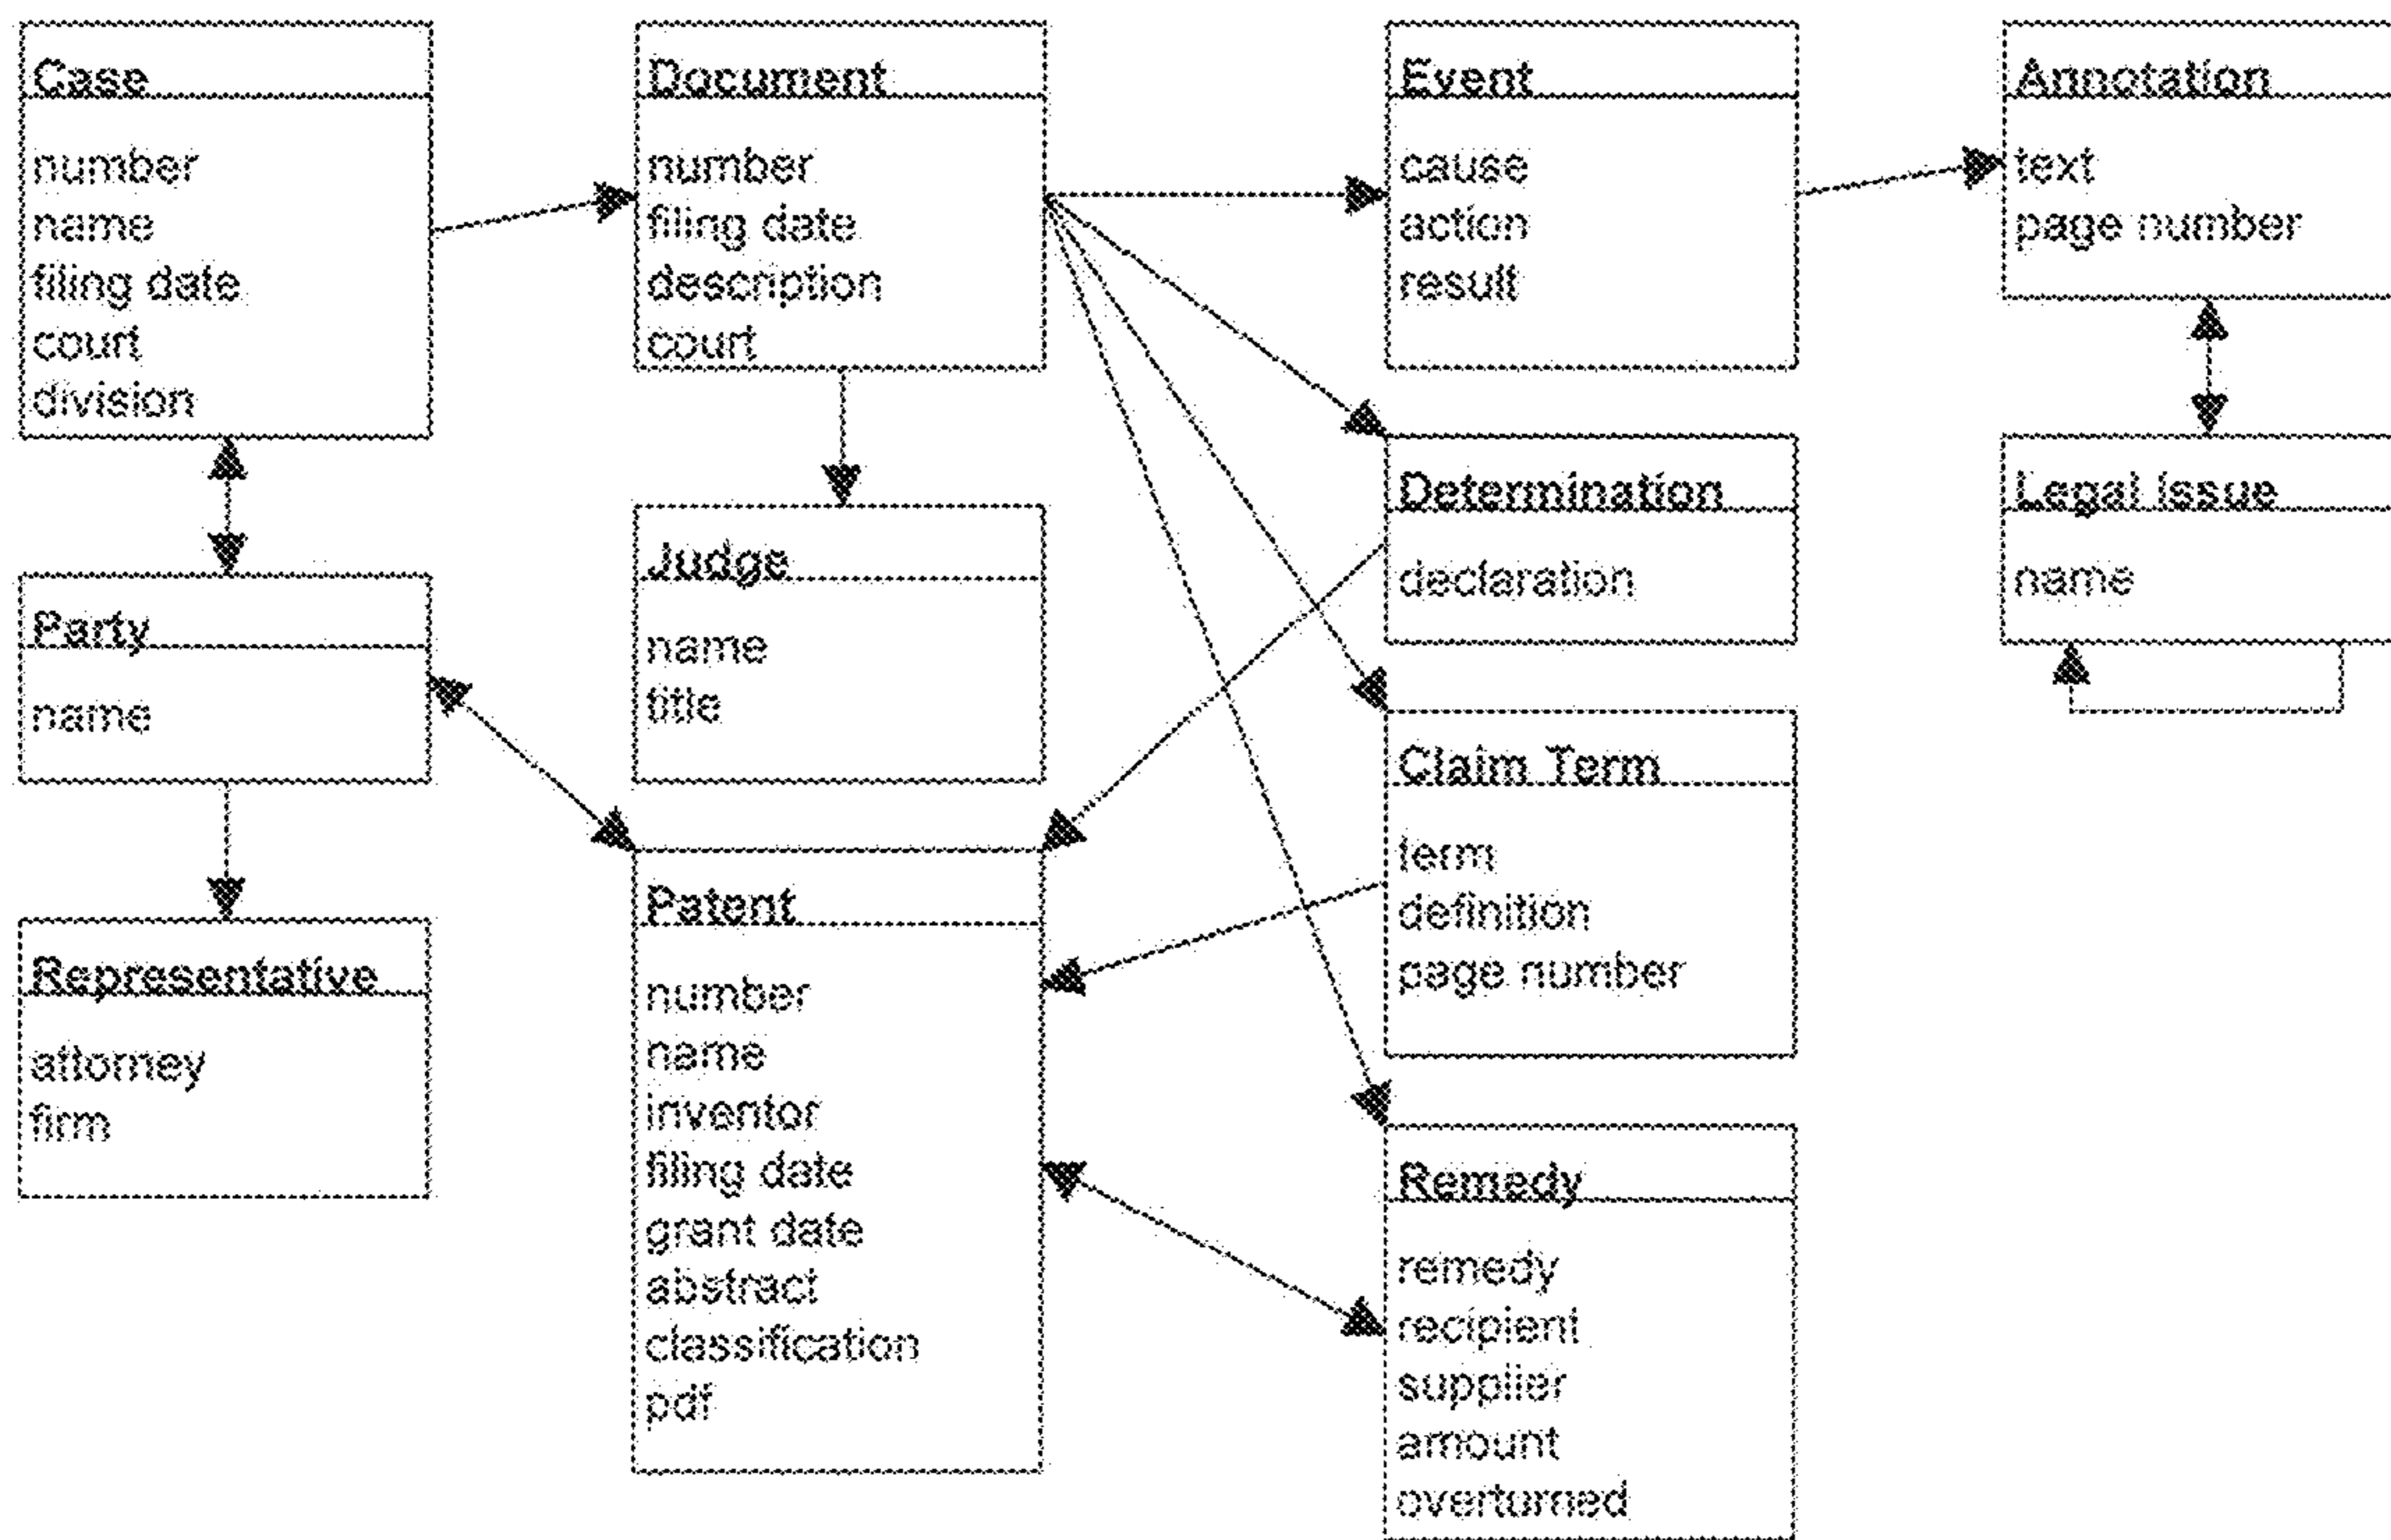 Case
number
name
filing date
court
division
Party
name
Representative
attorney
firm
Document
number
filing date
description
court
Judge
name
title
Patent
number
name
inventor
filing date
grant date
abstract
classification
pdf
Event
cause
action
result
Determination
declaration
Claim Term
term
definition
page number
Remedy
remedy
recipient
supplier
amount
overturned
Annotation
text
page number
Legal Issue
name